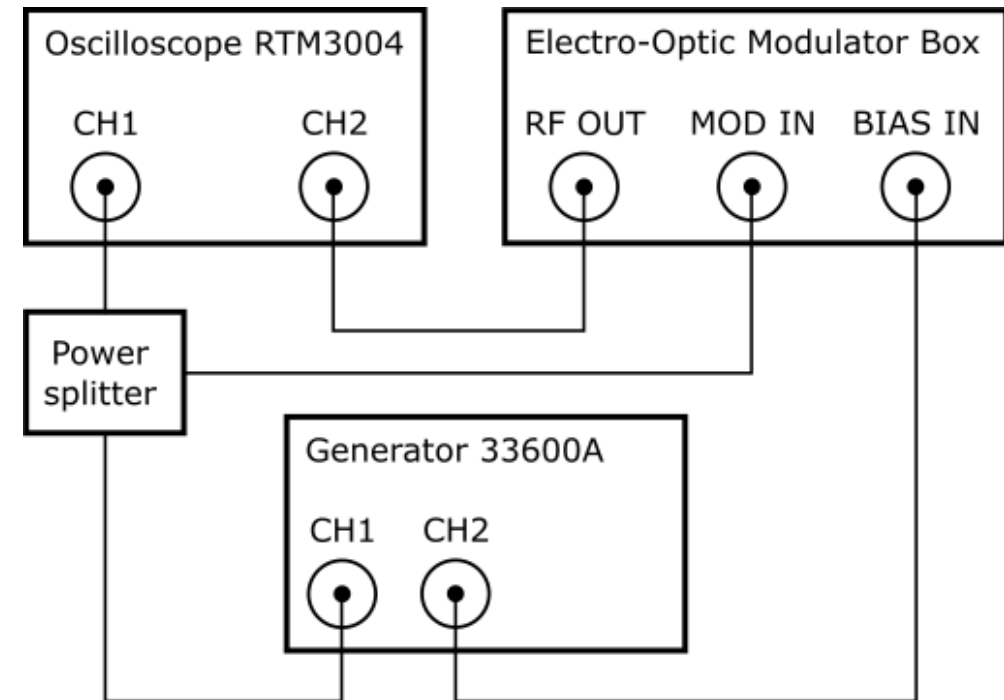 Oscilloscope RTM3004
CH1
CH2
Electro-Optic Modulator Box
RF OUT
MOD IN
BIAS IN
Power
splitter
Generator 33600A
CH1
CH2